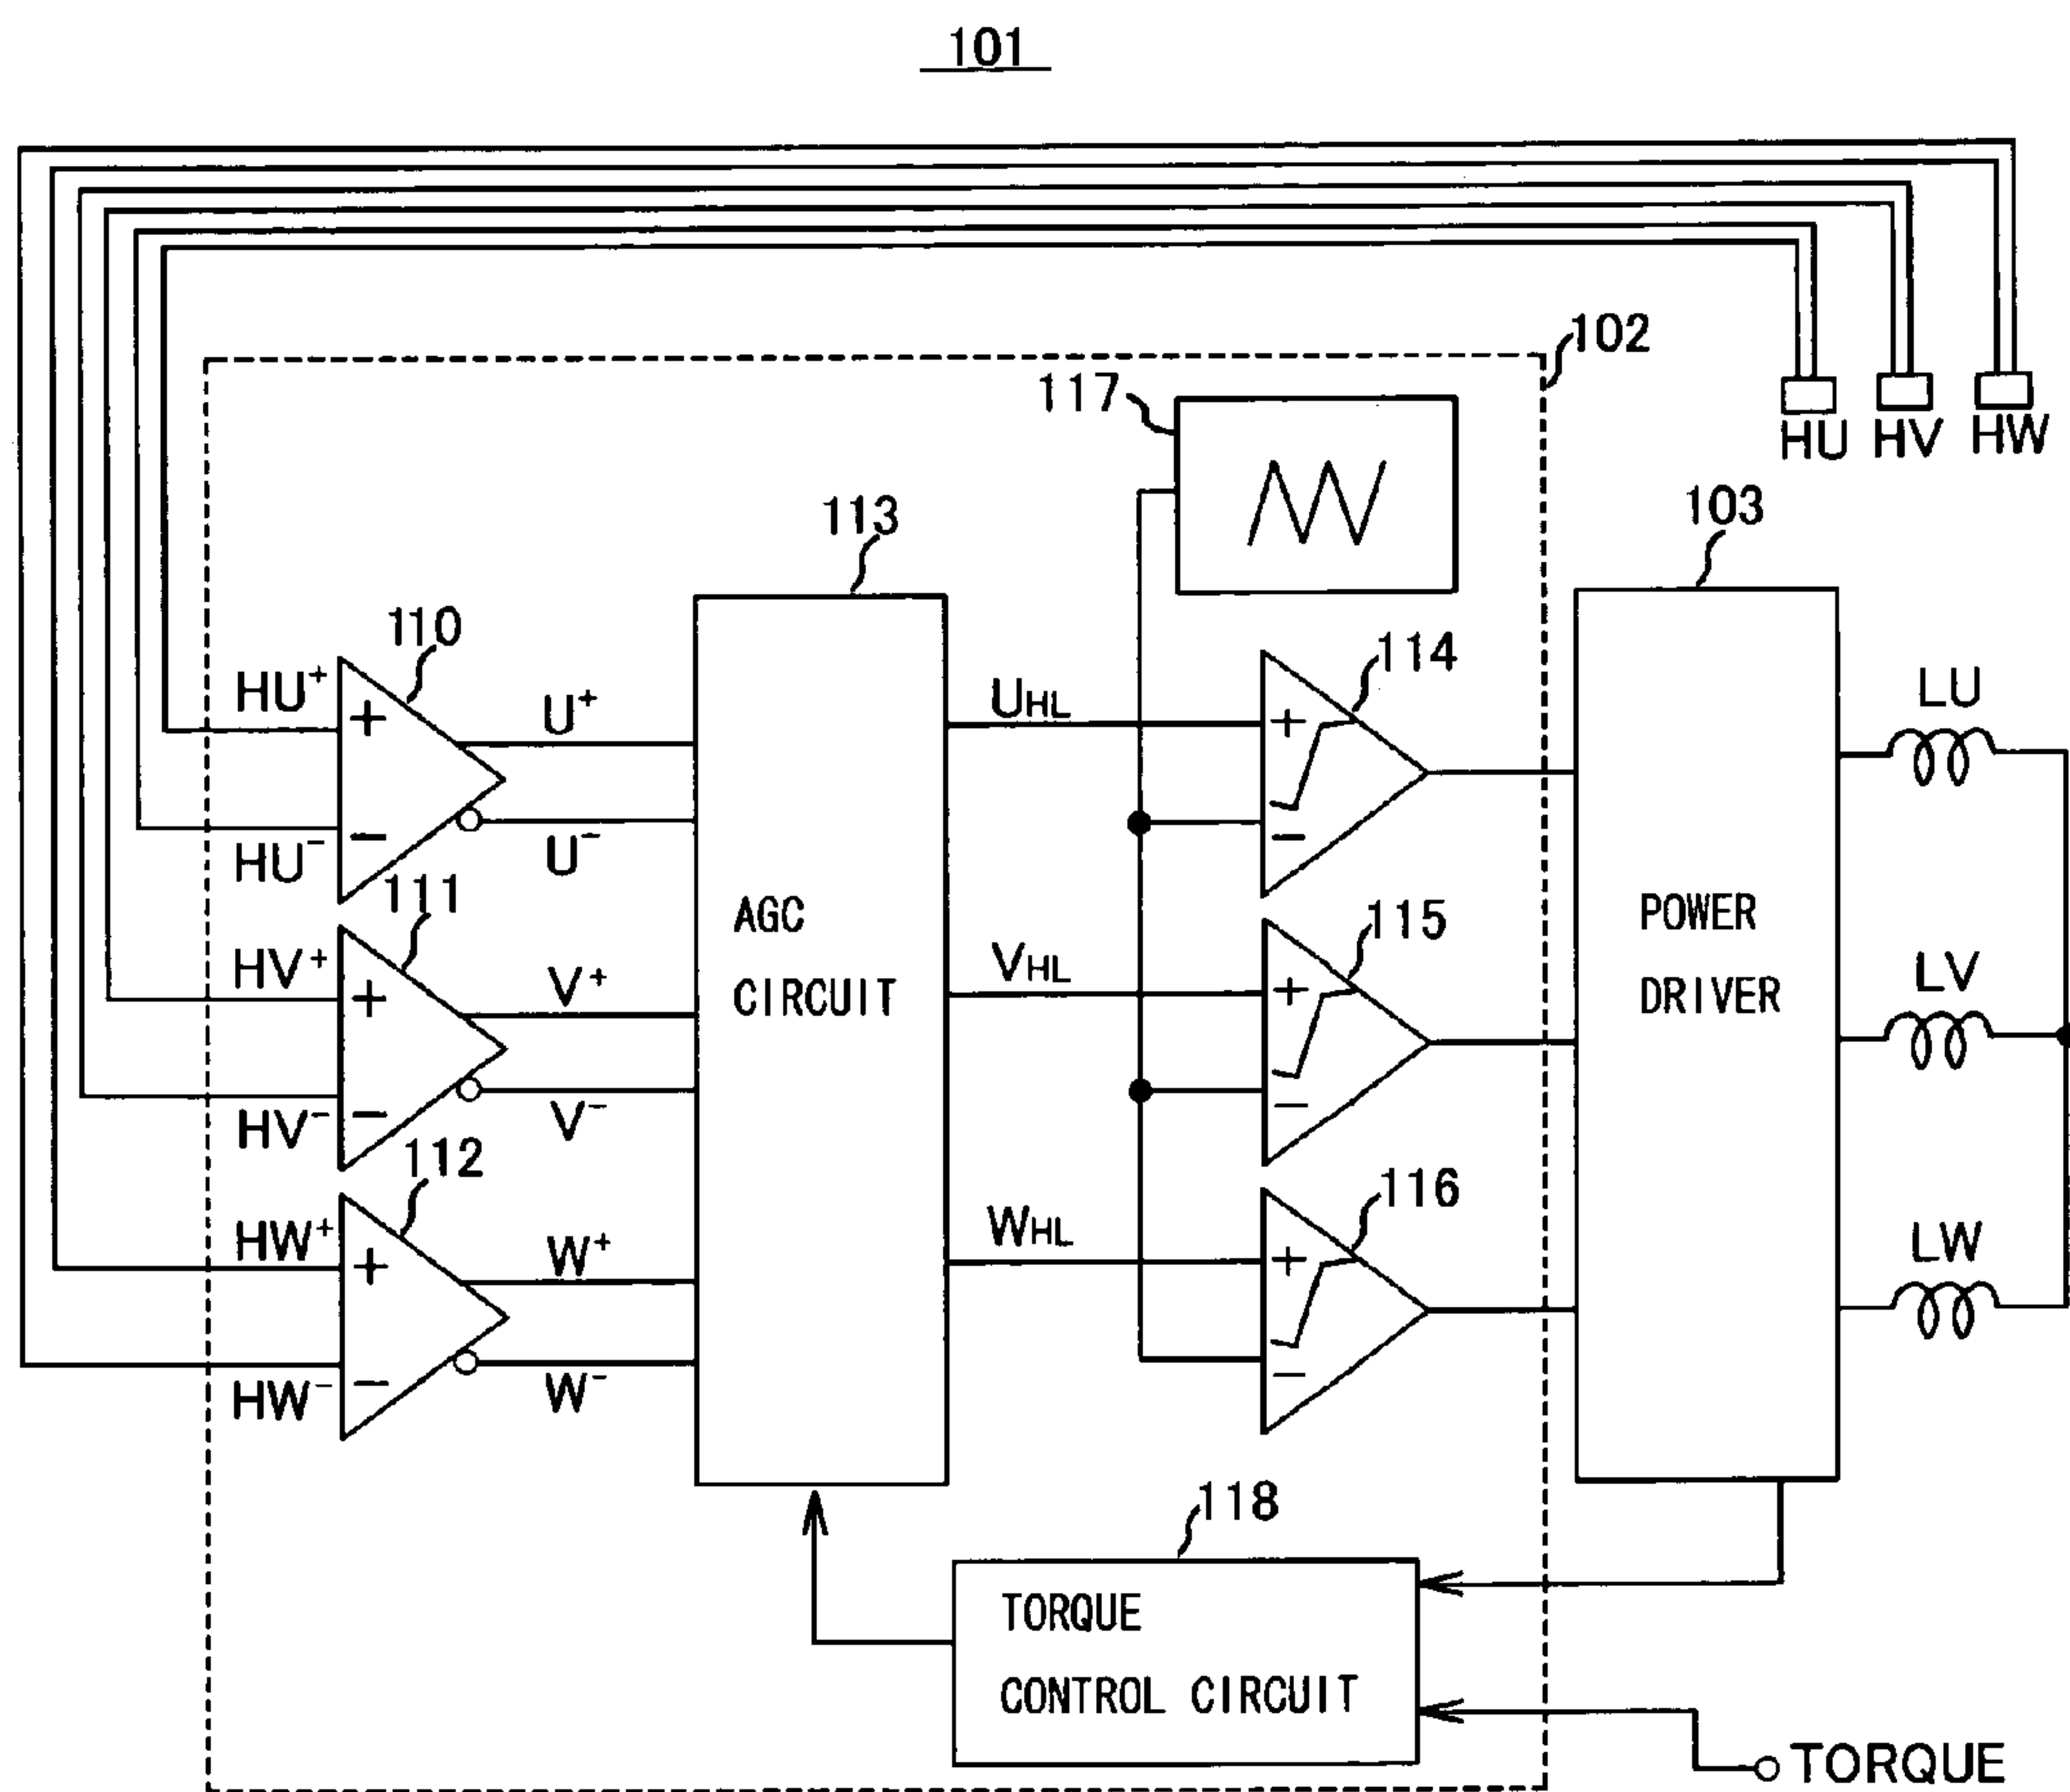 101
102
HU HV HW
117
103
113
110
HU⁺
+
−
HU⁻
U⁺
U⁻
UHL
114
+
−
LU
111
HV⁺
+
−
HV⁻
V⁺
V⁻
AGC
CIRCUIT
VHL
115
+
−
POWER
DRIVER
LV
112
HW⁺
+
−
HW⁻
W⁺
W⁻
WHL
116
+
−
LW
118
TORQUE
CONTROL CIRCUIT
TORQUE